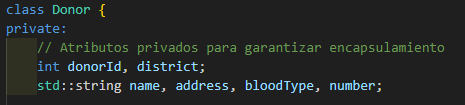 class Donor {
private:
    // Atributos privados para garantizar encapsulamiento
    int donorId, district;
    std::string name, address, bloodType, number;